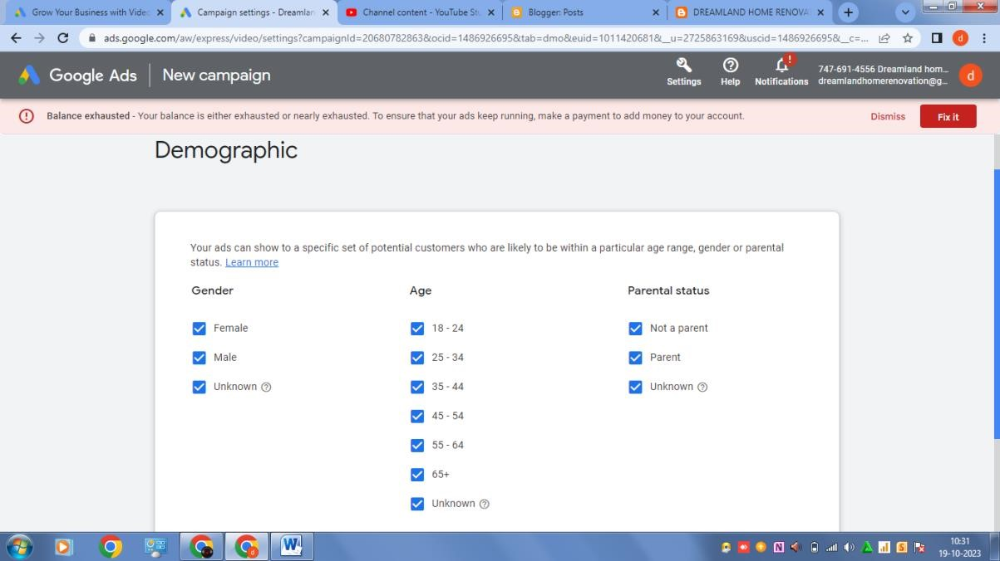 Grow Your Business with Video
Campaign settings - Dreamlan
Channel content - YouTube Stu
Blogger: Posts
DREAMLAND HOME RENOVAT
ads.google.com/aw/express/video/settings?campaignId=20680782863&ocid=1486926695&tab=dmo&euid=1011420681&__u=2725863169&uscid=1486926695&__c=...
d
Google Ads
New campaign
Settings
Help
Notifications
747-691-4556 Dreamland hom...
dreamlandhomerenovation@g...
d
Balance exhausted - Your balance is either exhausted or nearly exhausted. To ensure that your ads keep running, make a payment to add money to your account.
Dismiss
Fix it
Demographic
Your ads can show to a specific set of potential customers who are likely to be within a particular age range, gender or parental
status. Learn more
Gender
Age
Parental status
Female
18 - 24
Not a parent
Male
25 - 34
Parent
Unknown
35 - 44
Unknown
45 - 54
55 - 64
65+
Unknown
10:31
19-10-2023